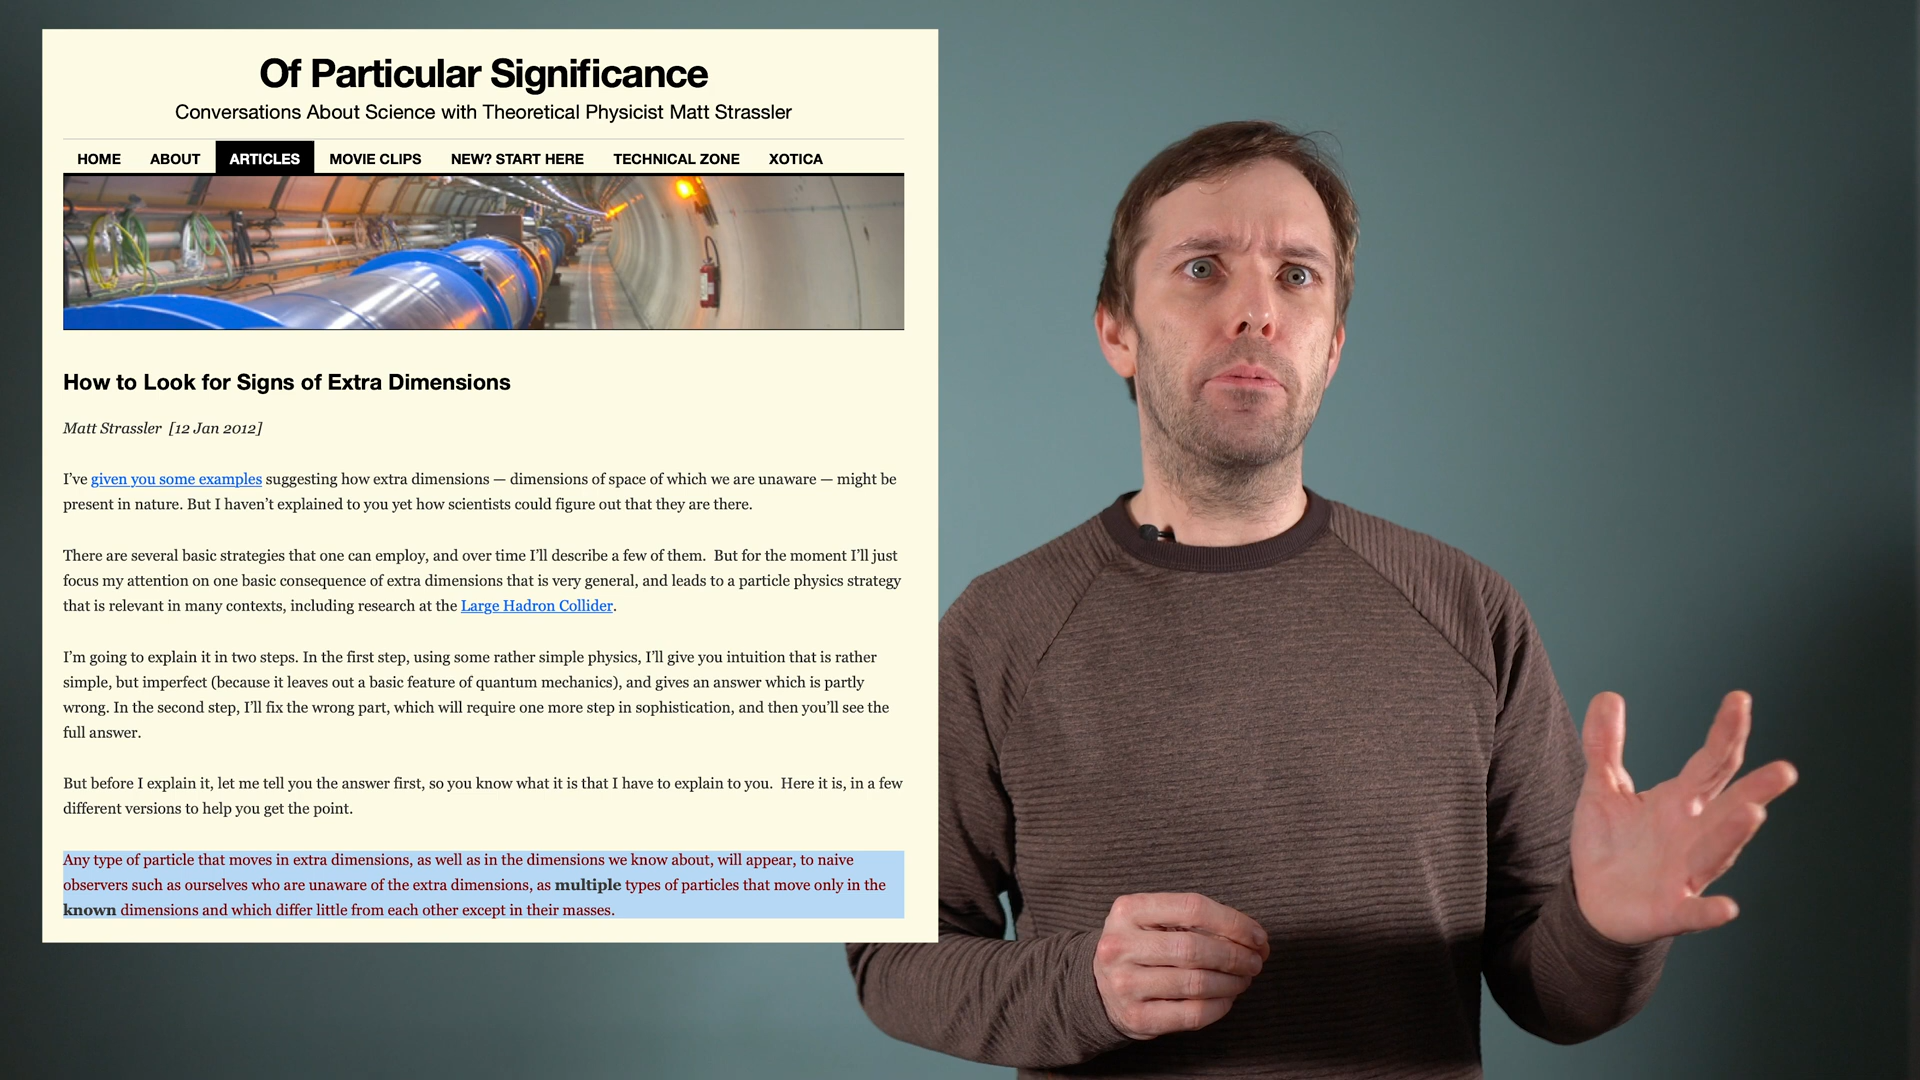 Of Particular Significance
Conversations About Science with Theoretical Physicist Matt Strassler
HOME ABOUT ARTICLES MOVIE CLIPS NEW? START HERE TECHNICAL ZONE XOTICA
How to Look for Signs of Extra Dimensions
Matt Strassler [12 Jan 2012]
I’ve given you some examples suggesting how extra dimensions — dimensions of space of which we are unaware — might be
present in nature. But I haven’t explained to you yet how scientists could figure out that they are there.
There are several basic strategies that one can employ, and over time I’ll describe a few of them.  But for the moment I’ll just
focus my attention on one basic consequence of extra dimensions that is very general, and leads to a particle physics strategy
that is relevant in many contexts, including research at the Large Hadron Collider.
I’m going to explain it in two steps. In the first step, using some rather simple physics, I’ll give you intuition that is rather
simple, but imperfect (because it leaves out a basic feature of quantum mechanics), and gives an answer which is partly
wrong. In the second step, I’ll fix the wrong part, which will require one more step in sophistication, and then you’ll see the
full answer.
But before I explain it, let me tell you the answer first, so you know what it is that I have to explain to you.  Here it is, in a few
different versions to help you get the point.
Any type of particle that moves in extra dimensions, as well as in the dimensions we know about, will appear, to naive
observers such as ourselves who are unaware of the extra dimensions, as multiple types of particles that move only in the
known dimensions and which differ little from each other except in their masses.